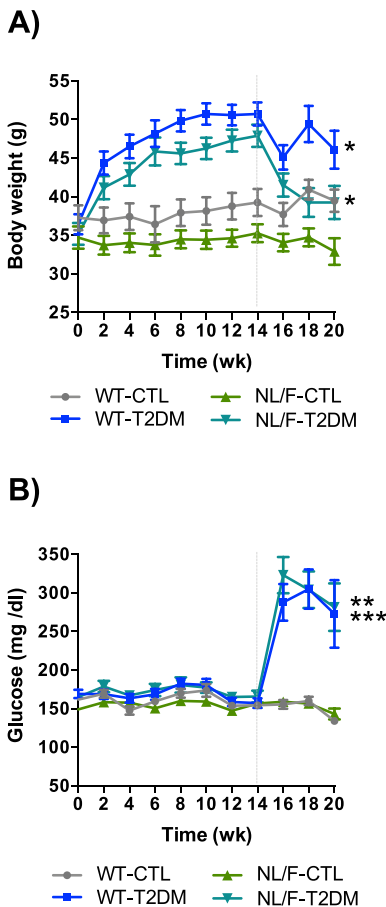 A)
Body weight (g)
55
50
45
40
35
30
25
*
*
0 2 4 6 8 10 12 14 16 18 20
Time (wk)
WT-CTL NL/F-CTL
WT-T2DM NL/F-T2DM
B)
Glucose (mg /dl)
350
300
250
200
150
100
50
**
***
0 2 4 6 8 10 12 14 16 18 20
Time (wk)
WT-CTL NL/F-CTL
WT-T2DM NL/F-T2DM